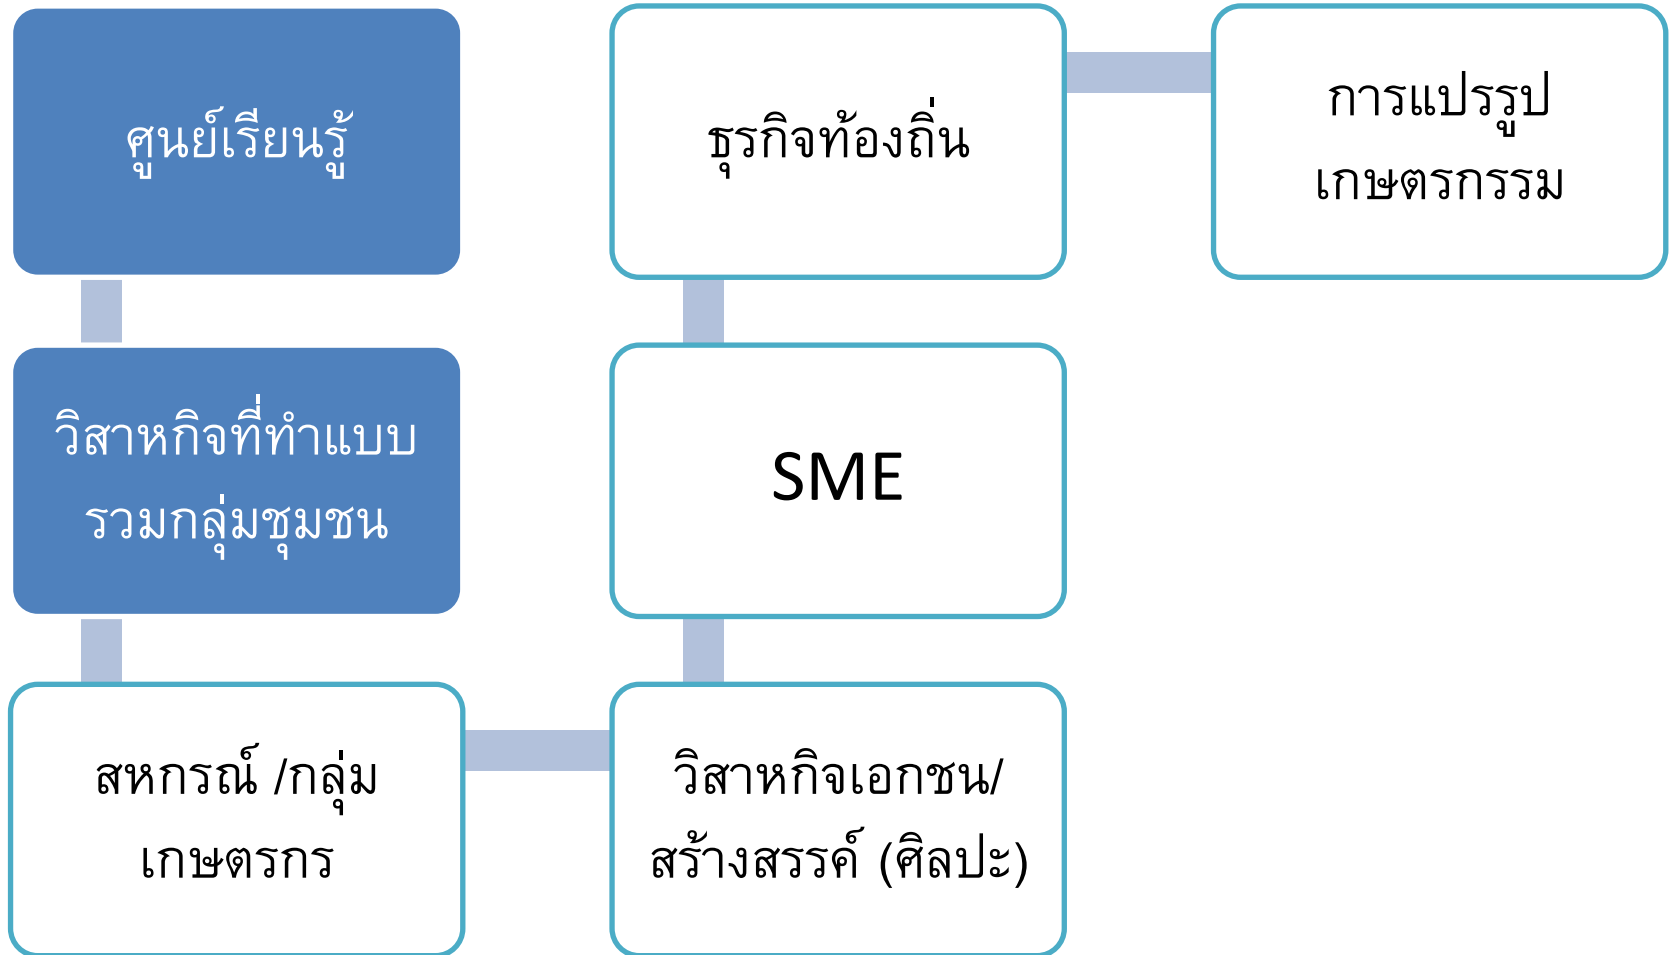 ศูนย์เรียนรู้
วิสาหกิจที่ทำแบบ
รวมกลุ่มชุมชน
สหกรณ์ /กลุ่ม
เกษตรกร
วิสาหกิจเอกชน/
สร้างสรรค์ (ศิลปะ)
SME
ธุรกิจท้องถิ่น
การแปรรูป
เกษตรกรรม